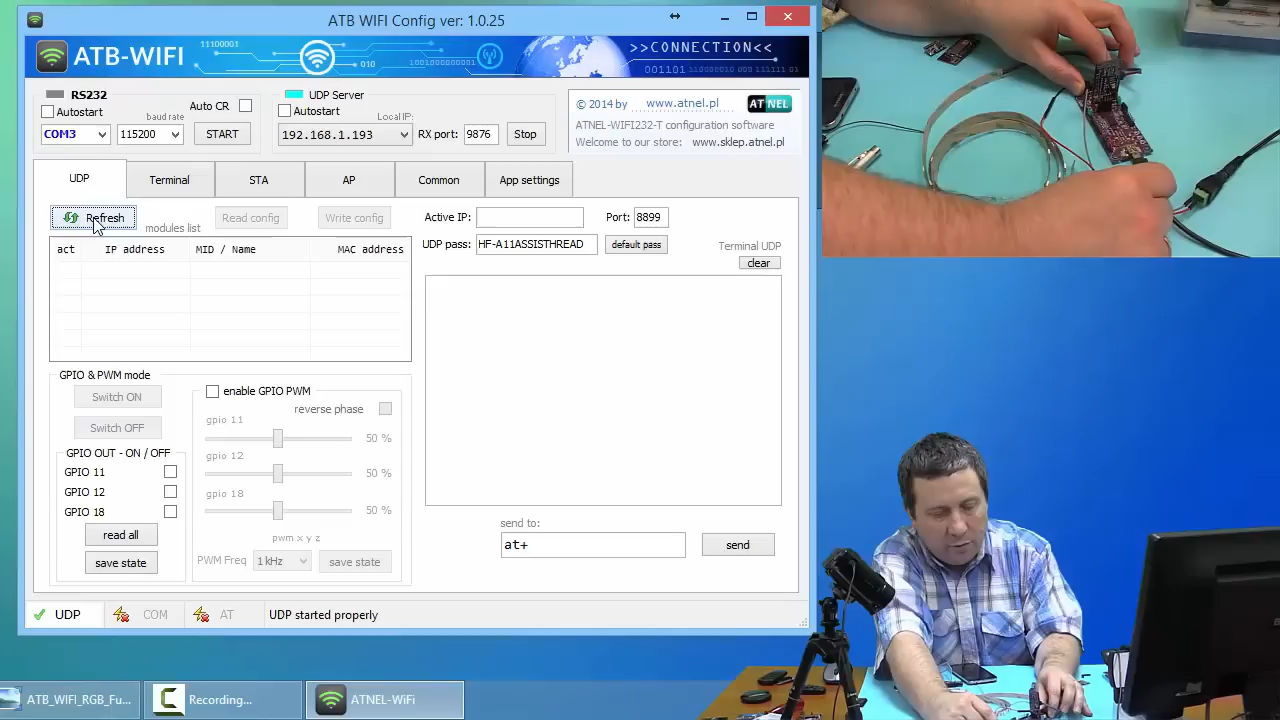 ATB WIFI Config ver: 1.0.25
ATB-WIFI
11100001
010
1001000001
1101011
>>CONNECTION<<
001101 110000010 000 111111 01
RS232
Autostart
Auto CR
baud rate
COM3
115200
START
UDP Server
Autostart
Local IP:
192.168.1.193
RX port:
9876
Stop
© 2014 by www.atnel.pl
ATNEL
ATNEL-WIFI232-T configuration software
Welcome to our store: www.sklep.atnel.pl
UDP
Terminal
STA
AP
Common
App settings
Refresh
modules list
Read config
Write config
Active IP:
Port:
8899
UDP pass:
HF-A11ASSISTHREAD
default pass
Terminal UDP
clear
act
IP address
MID / Name
MAC address
GPIO & PWM mode
Switch ON
Switch OFF
GPIO OUT - ON / OFF
GPIO 11
GPIO 12
GPIO 18
read all
save state
enable GPIO PWM
reverse phase
gpio 11
50 %
gpio 12
50 %
gpio 18
50 %
pwm x y z
PWM Freq
1 kHz
save state
send to:
at+
send
UDP
COM
AT
UDP started properly
ATB_WIFI_RGB_Fu...
Recording...
ATNEL-WiFi